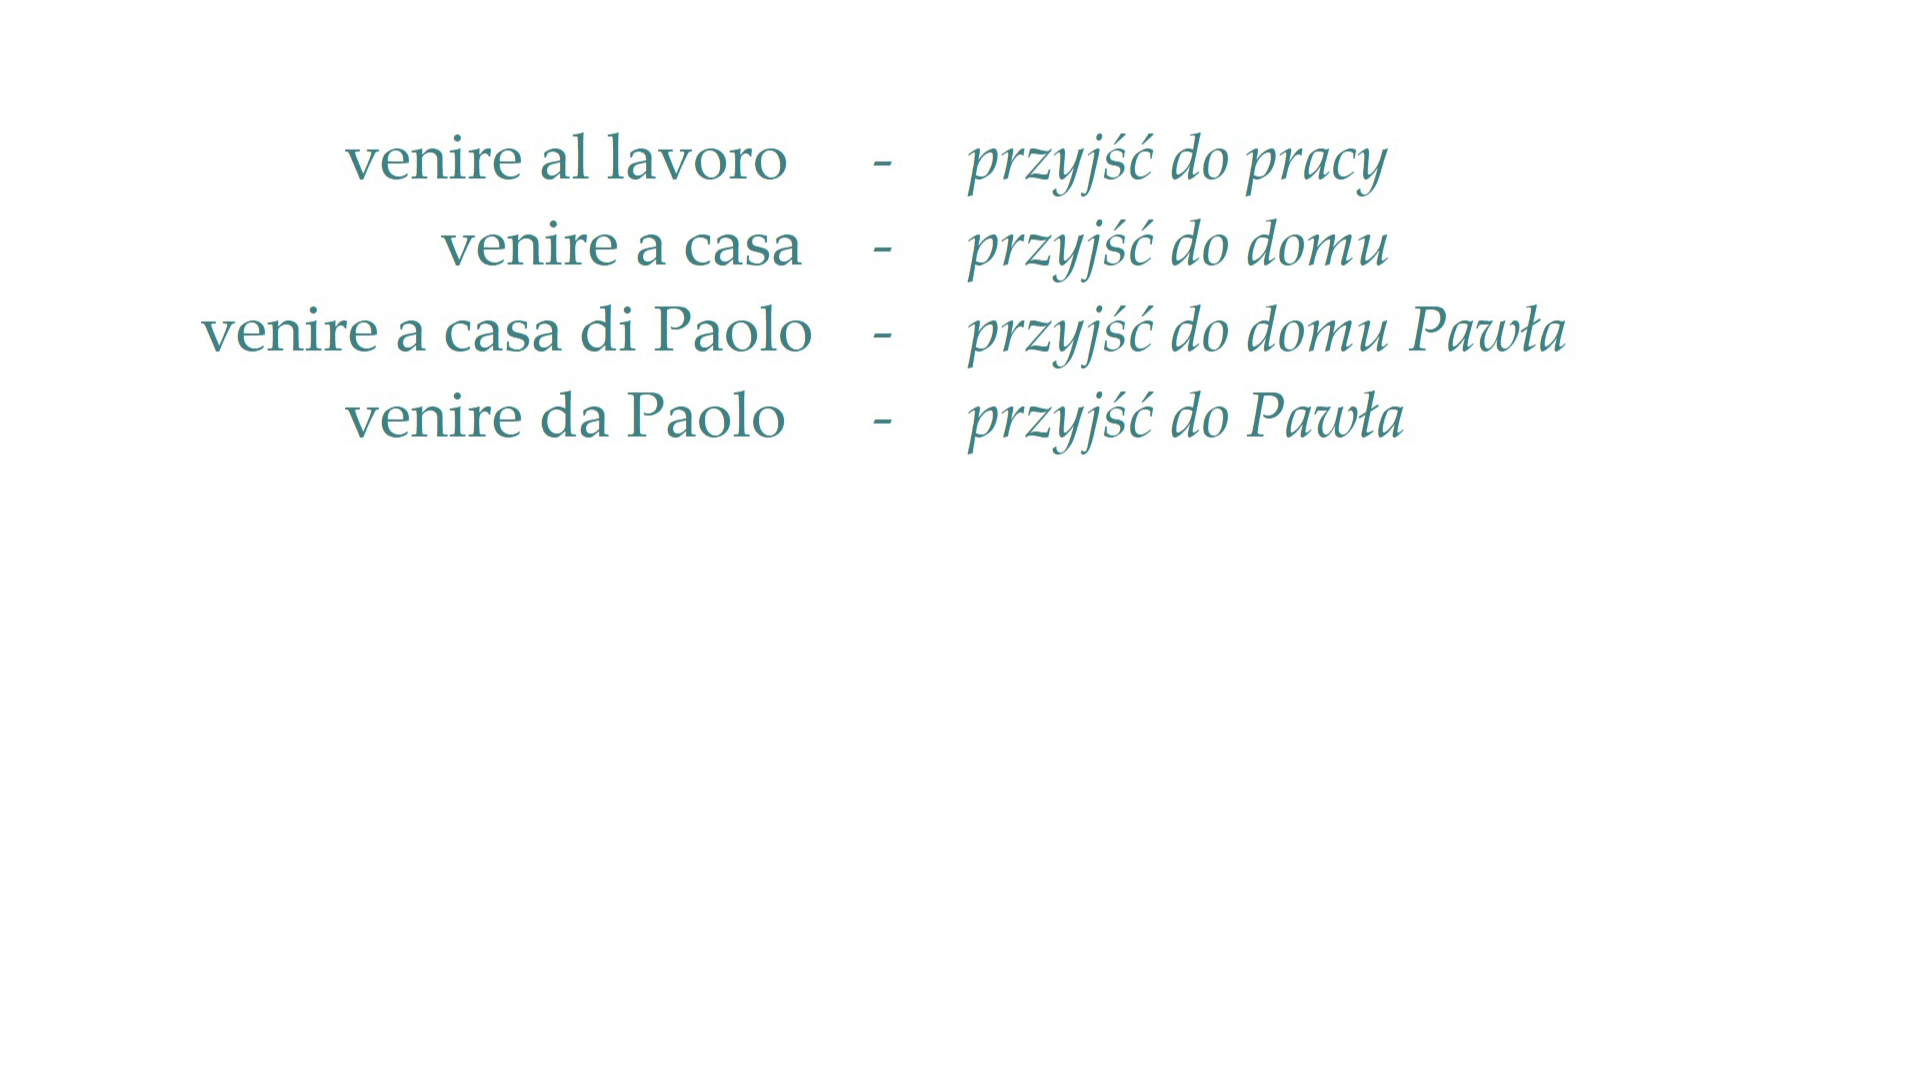 venire al lavoro - przyjść do pracy
venire a casa - przyjść do domu
venire a casa di Paolo - przyjść do domu Pawła
venire da Paolo - przyjść do Pawła